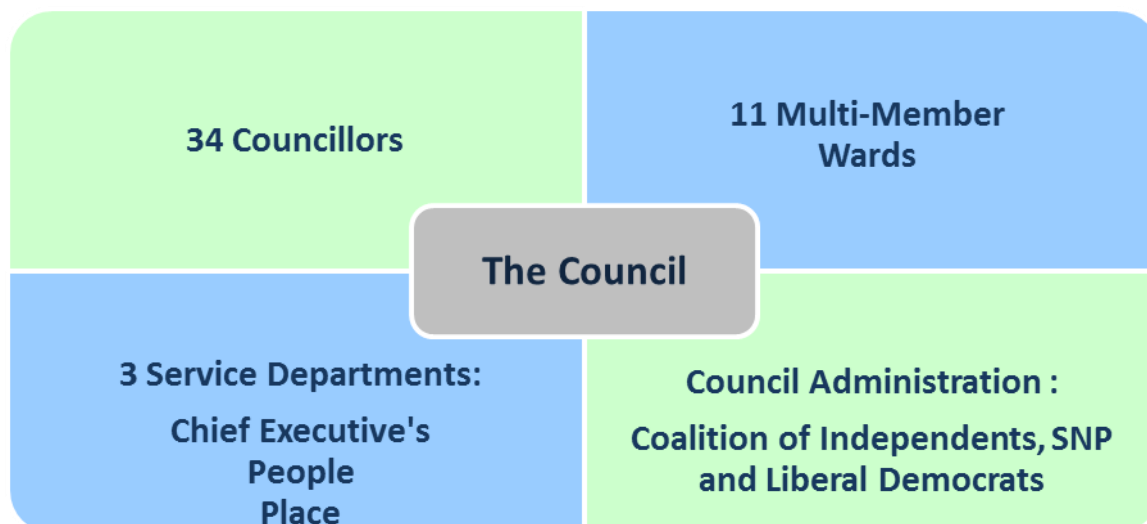 34 Councillors
11 Multi-Member
Wards
The Council
3 Service Departments:
Chief Executive's
People
Place
Council Administration :
Coalition of Independents, SNP
and Liberal Democrats